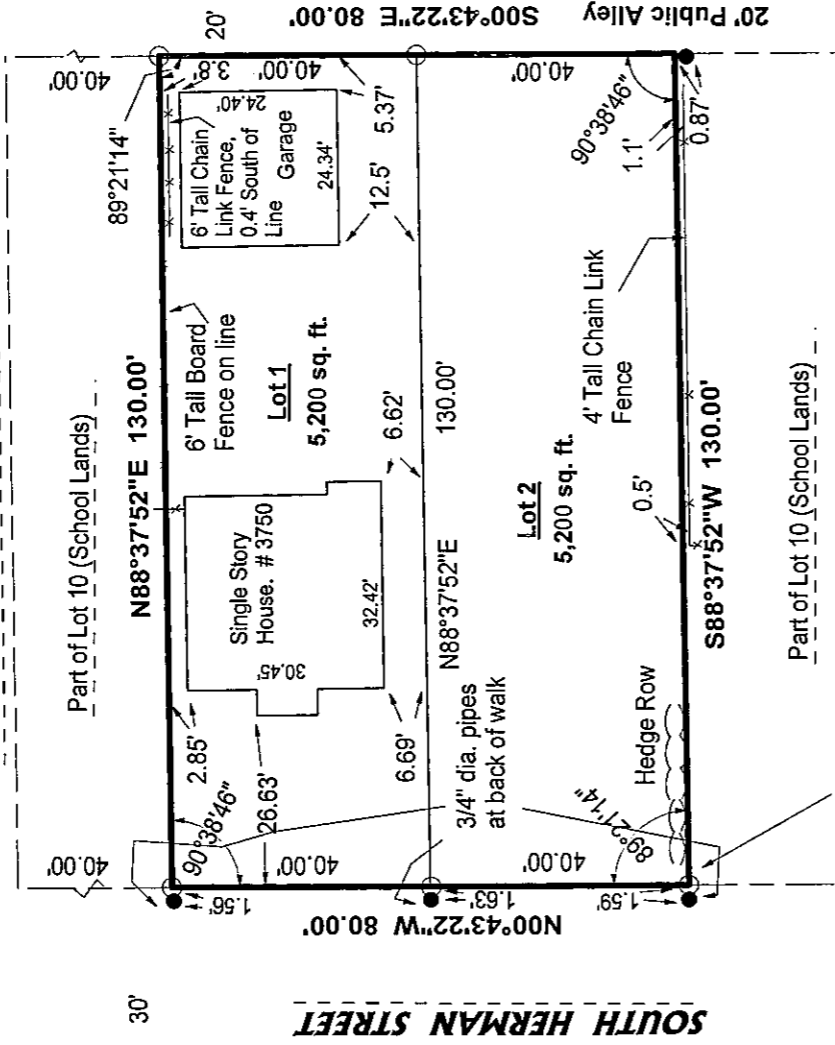 20'
S00°43'22"E 80.00'
20' Public Alley
40.00'
89°21'14"
3.8'
40.00'
40.00'
24.40'
6' Tall Chain
Link Fence,
0.4' South of
Line
Garage
24.34'
5.37'
12.5'
90°38'46"
1.1'
0.87'
Part of Lot 10 (School Lands)
N88°37'52"E 130.00'
6' Tall Board
Fence on line
Lot 1
5,200 sq. ft.
6.62'
130.00'
4' Tall Chain Link
Fence
Single Story
House. # 3750
30.45'
32.42'
Lot 2
5,200 sq. ft.
0.5'
N88°37'52"E
S88°37'52"W 130.00'
Part of Lot 10 (School Lands)
2.85'
26.63'
6.69'
3/4" dia. pipes
at back of walk
Hedge Row
40.00'
90°38'46"
40.00'
40.00'
89°21'14"
1.56'
1.63'
1.59'
N00°43'22"W 80.00'
30'
SOUTH HERMAN STREET